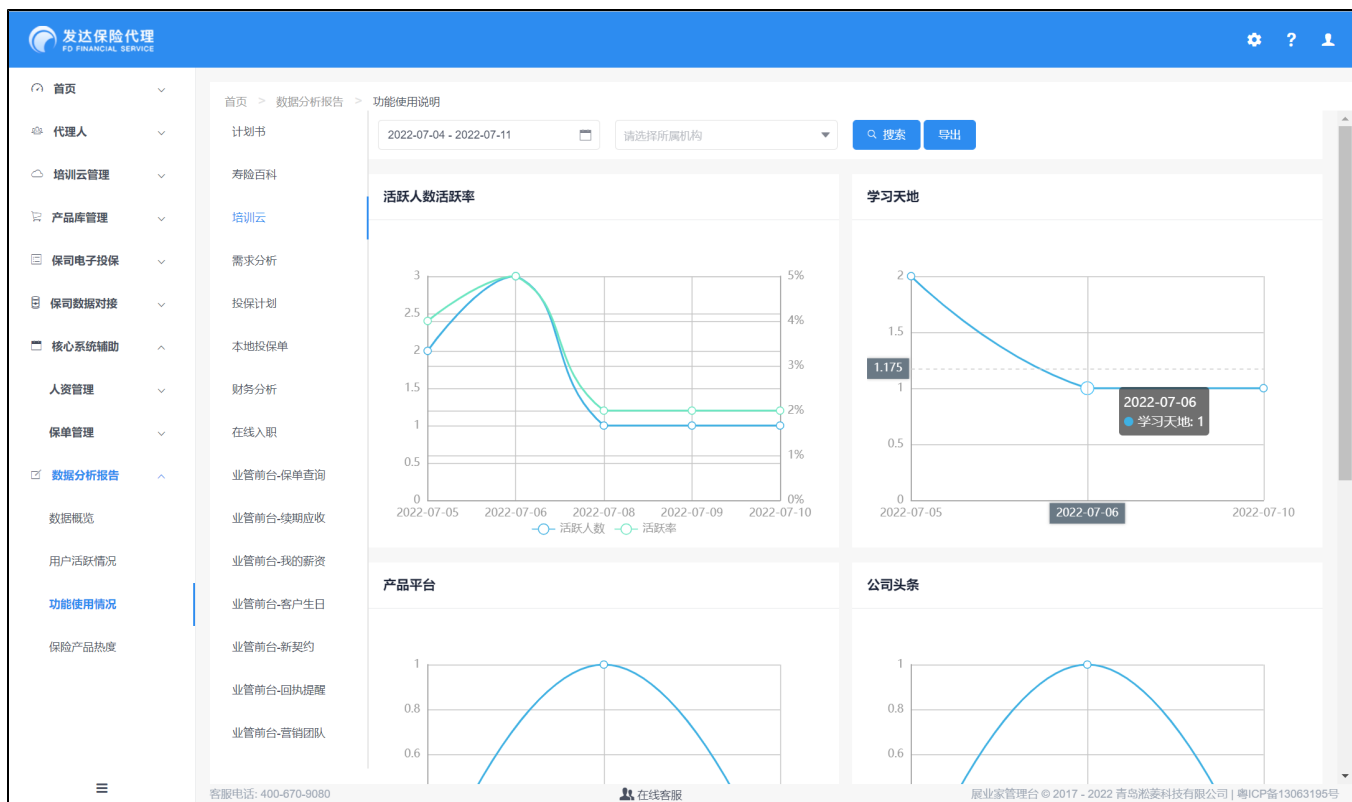 发达保险代理
FD FINANCIAL SERVICE
首页
代理人
培训云管理
产品库管理
保司电子投保
保司数据对接
核心系统辅助
人资管理
保单管理
数据分析报告
数据概览
用户活跃情况
功能使用情况
保险产品热度
首页 > 数据分析报告 > 功能使用说明
计划书
寿险百科
培训云
需求分析
投保计划
本地投保单
财务分析
在线入职
业管前台-保单查询
业管前台-续期应收
业管前台-我的薪资
业管前台-客户生日
业管前台-新契约
业管前台-回执提醒
业管前台-营销团队
2022-07-04 - 2022-07-11 请选择所属机构 搜索 导出
活跃人数活跃率
3 5%
2.5 4%
2 3%
1.5
1 2%
0.5 1%
0 0%
2022-07-05 2022-07-06 2022-07-08 2022-07-09 2022-07-10
活跃人数 活跃率
学习天地
2
1.5
1.175
1
0.5
0
2022-07-06
学习天地: 1
2022-07-05 2022-07-06 2022-07-10
产品平台
1
0.8
0.6
公司头条
1
0.8
0.6
客服电话: 400-670-9080 在线客服 展业家管理台 © 2017 - 2022 青岛淞菱科技有限公司 | 粤ICP备13063195号